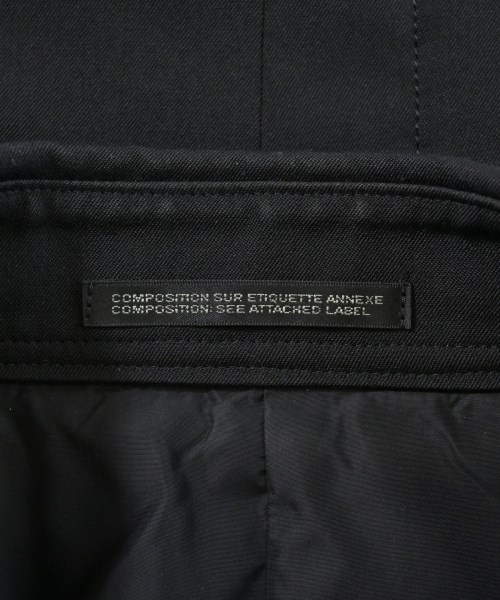 COMPOSITION SUR ETIQUETTE ANNEXE
COMPOSITION: SEE ATTACHED LABEL